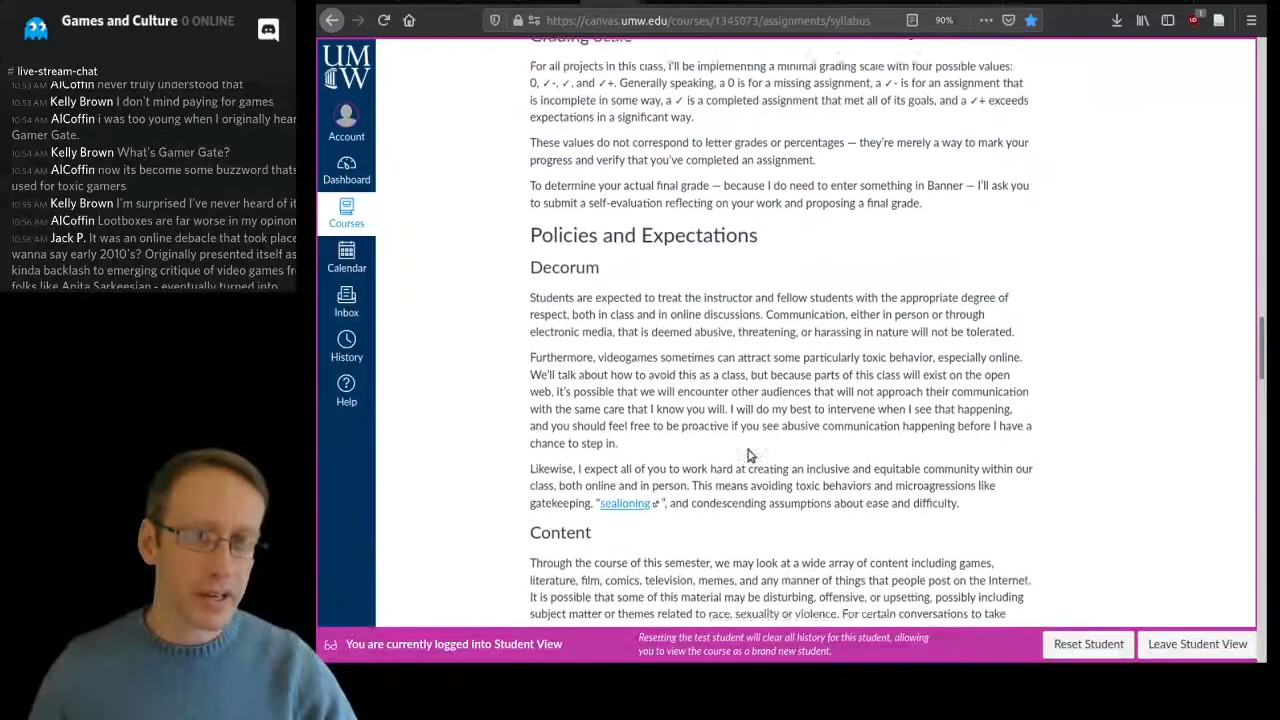 Games and Culture 0 ONLINE
# live-stream-chat
10:53 AM AlCoffin never truly understood that
10:53 AM Kelly Brown I don't mind paying for games
10:54 AM AlCoffin i was too young when I originally hear
Gamer Gate.
10:54 AM Kelly Brown What's Gamer Gate?
10:54 AM AlCoffin now its become some buzzword thats
used for toxic gamers
10:55 AM Kelly Brown I'm surprised I've never heard of it
10:56 AM AlCoffin Lootboxes are far worse in my opinion
10:56 AM Jack P. It was an online debacle that took place
wanna say early 2010's? Originally presented itself as
kinda backlash to emerging critique of video games fr
folks like Anita Sarkeesian - eventually turned into
https://canvas.umw.edu/courses/1345073/assignments/syllabus
90%
1
UMW
Account
Dashboard
Courses
Calendar
Inbox
History
Help
Grading Scale
For all projects in this class, i'll be implementing a minimal grading scale with four possible values:
0, ✓-, ✓, and ✓+. Generally speaking, a 0 is for a missing assignment, a ✓- is for an assignment that
is incomplete in some way, a ✓ is a completed assignment that met all of its goals, and a ✓+ exceeds
expectations in a significant way.
These values do not correspond to letter grades or percentages — they're merely a way to mark your
progress and verify that you've completed an assignment.
To determine your actual final grade — because I do need to enter something in Banner — I'll ask you
to submit a self-evaluation reflecting on your work and proposing a final grade.
Policies and Expectations
Decorum
Students are expected to treat the instructor and fellow students with the appropriate degree of
respect, both in class and in online discussions. Communication, either in person or through
electronic media, that is deemed abusive, threatening, or harassing in nature will not be tolerated.
Furthermore, videogames sometimes can attract some particularly toxic behavior, especially online.
We'll talk about how to avoid this as a class, but because parts of this class will exist on the open
web, it's possible that we will encounter other audiences that will not approach their communication
with the same care that I know you will. I will do my best to intervene when I see that happening,
and you should feel free to be proactive if you see abusive communication happening before I have a
chance to step in.
Likewise, I expect all of you to work hard at creating an inclusive and equitable community within our
class, both online and in person. This means avoiding toxic behaviors and microagressions like
gatekeeping, "sealioning", and condescending assumptions about ease and difficulty.
Content
Through the course of this semester, we may look at a wide array of content including games,
literature, film, comics, television, memes, and any manner of things that people post on the Internet.
It is possible that some of this material may be disturbing, offensive, or upsetting, possibly including
subject matter or themes related to race, sexuality or violence. For certain conversations to take
You are currently logged into Student View
Resetting the test student will clear all history for this student, allowing
you to view the course as a brand new student.
Reset Student
Leave Student View